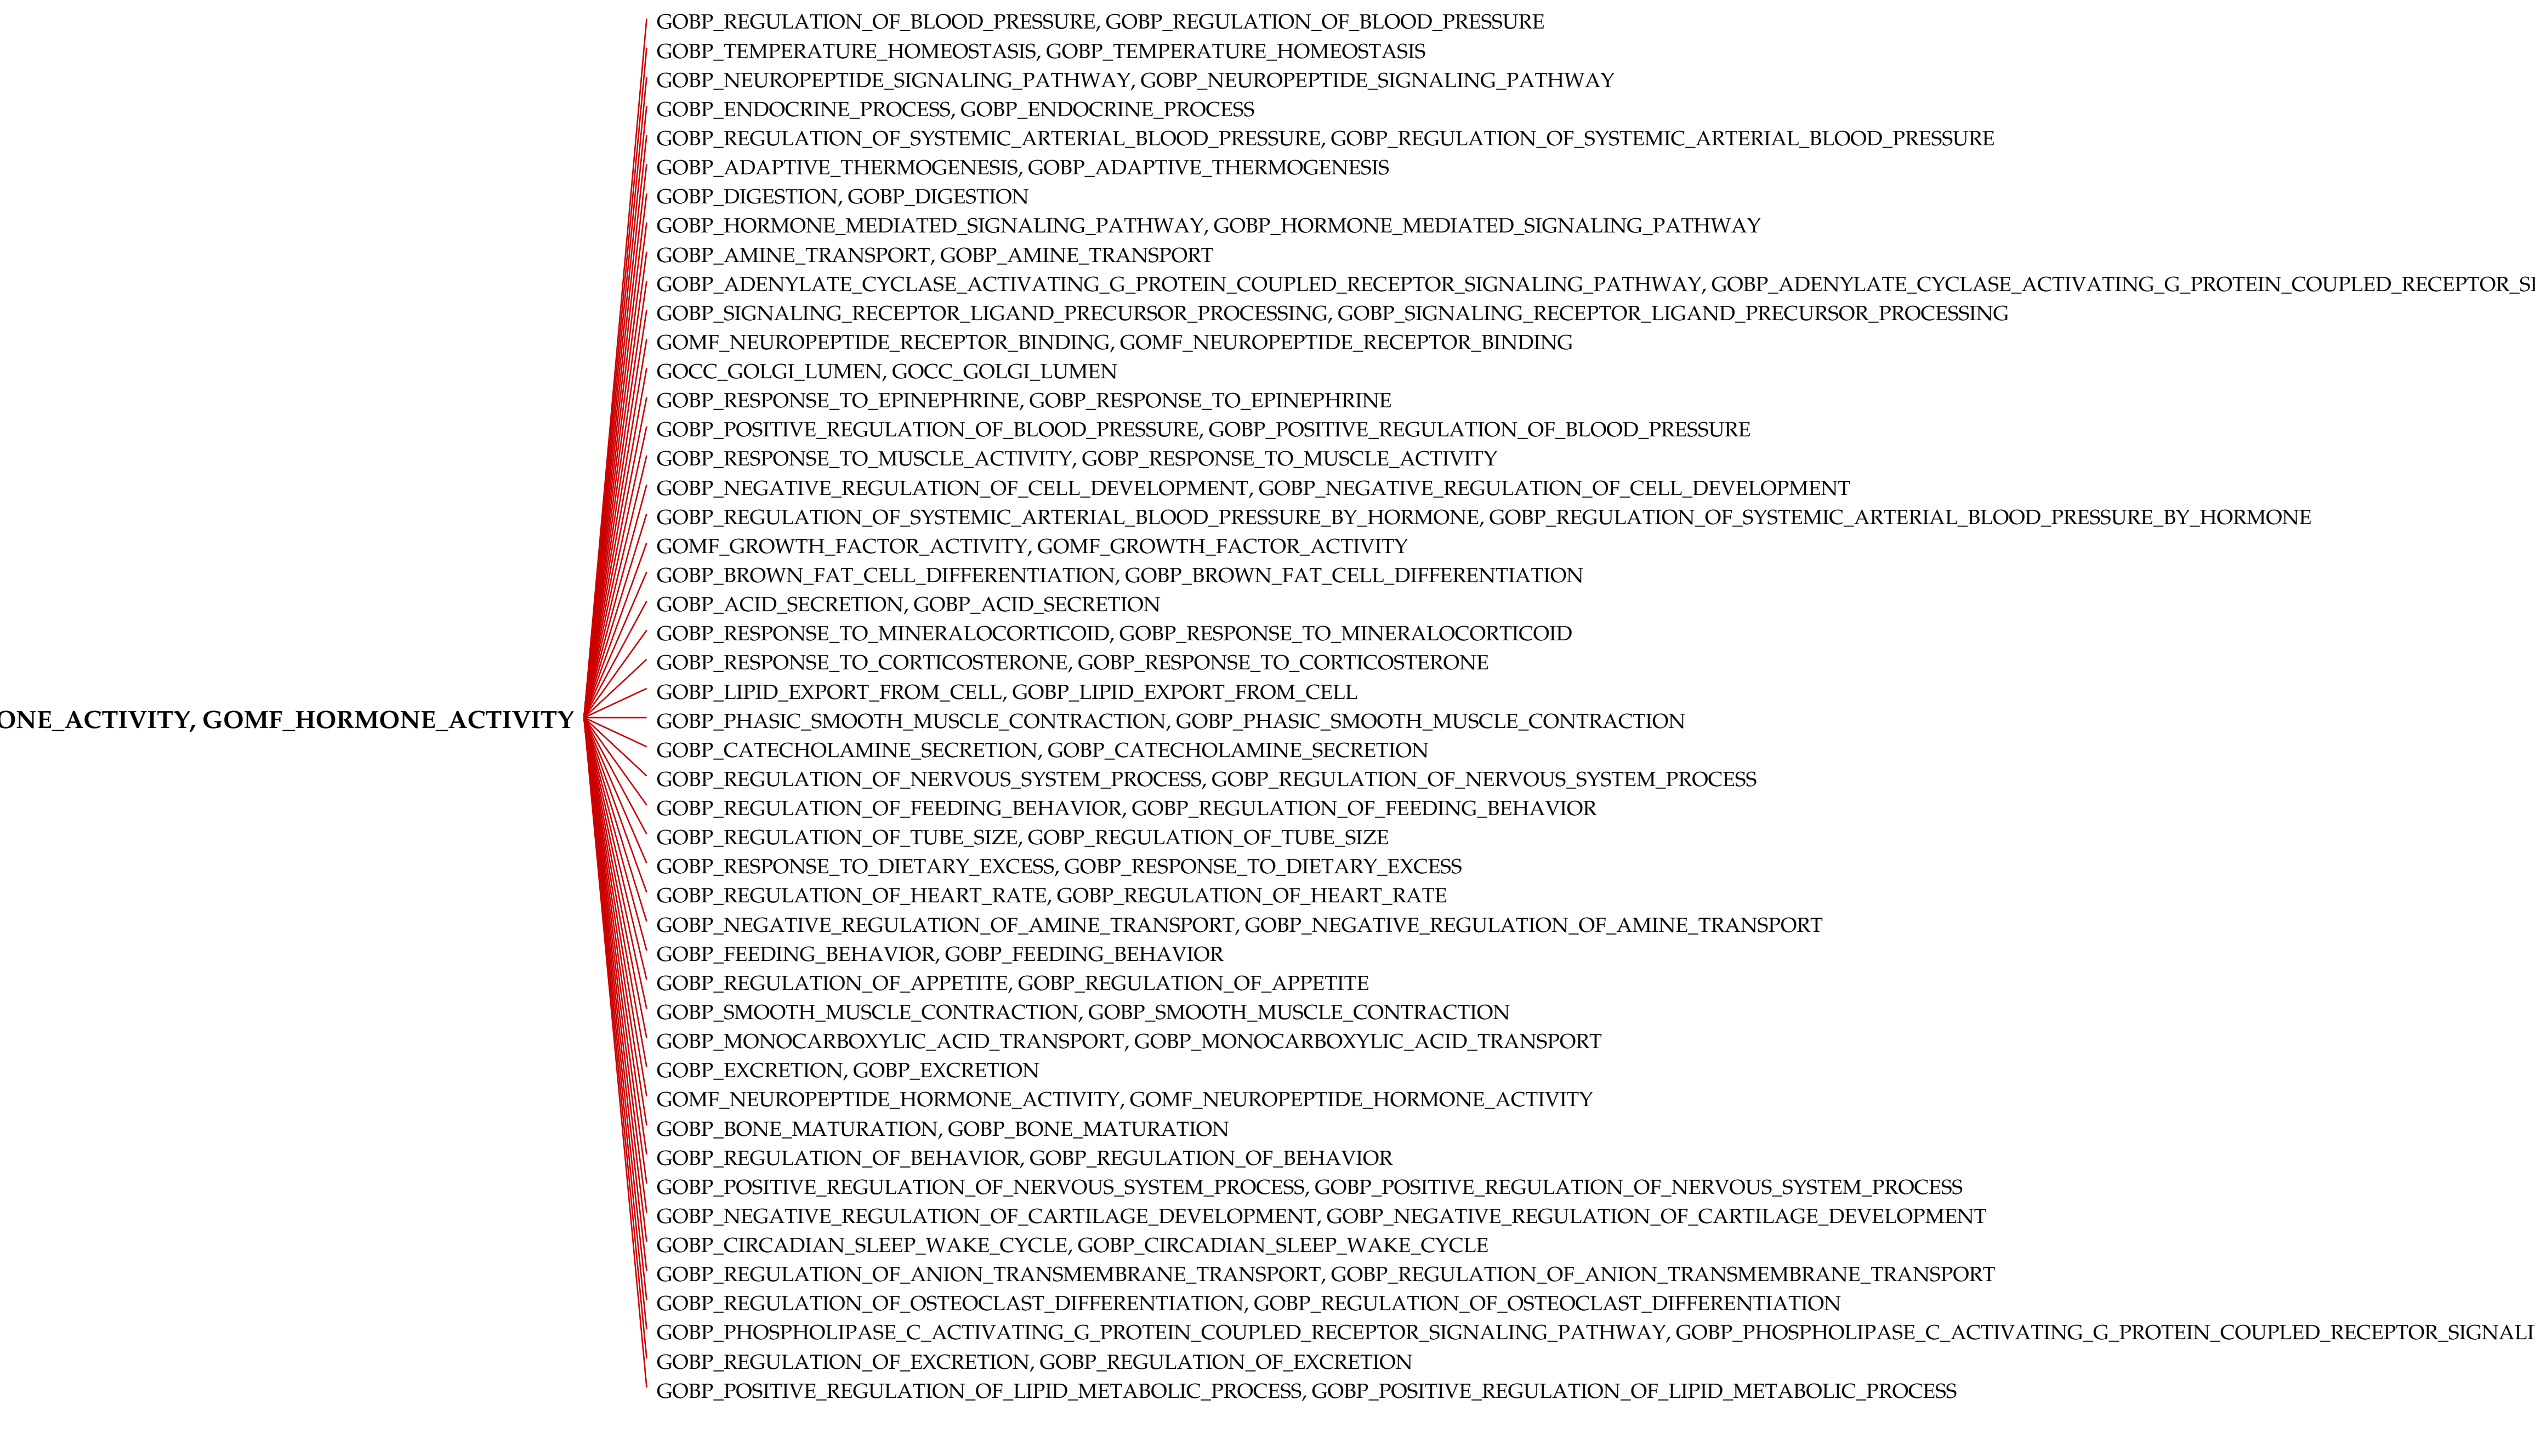 GOBP_REGULATION_OF_BLOOD_PRESSURE, GOBP_REGULATION_OF_BLOOD_PRESSURE
GOBP_TEMPERATURE_HOMEOSTASIS, GOBP_TEMPERATURE_HOMEOSTASIS
GOBP_NEUROPEPTIDE_SIGNALING_PATHWAY, GOBP_NEUROPEPTIDE_SIGNALING_PATHWAY
GOBP_ENDOCRINE_PROCESS, GOBP_ENDOCRINE_PROCESS
GOBP_REGULATION_OF_SYSTEMIC_ARTERIAL_BLOOD_PRESSURE, GOBP_REGULATION_OF_SYSTEMIC_ARTERIAL_BLOOD_PRESSURE
GOBP_ADAPTIVE_THERMOGENESIS, GOBP_ADAPTIVE_THERMOGENESIS
GOBP_DIGESTION, GOBP_DIGESTION
GOBP_HORMONE_MEDIATED_SIGNALING_PATHWAY, GOBP_HORMONE_MEDIATED_SIGNALING_PATHWAY
GOBP_AMINE_TRANSPORT, GOBP_AMINE_TRANSPORT
GOBP_ADENYLATE_CYCLASE_ACTIVATING_G_PROTEIN_COUPLED_RECEPTOR_SIGNALING_PATHWAY, GOBP_ADENYLATE_CYCLASE_ACTIVATING_G_PROTEIN_COUPLED_RECEPTOR_SI
GOBP_SIGNALING_RECEPTOR_LIGAND_PRECURSOR_PROCESSING, GOBP_SIGNALING_RECEPTOR_LIGAND_PRECURSOR_PROCESSING
GOMF_NEUROPEPTIDE_RECEPTOR_BINDING, GOMF_NEUROPEPTIDE_RECEPTOR_BINDING
GOCC_GOLGI_LUMEN, GOCC_GOLGI_LUMEN
GOBP_RESPONSE_TO_EPINEPHRINE, GOBP_RESPONSE_TO_EPINEPHRINE
GOBP_POSITIVE_REGULATION_OF_BLOOD_PRESSURE, GOBP_POSITIVE_REGULATION_OF_BLOOD_PRESSURE
GOBP_RESPONSE_TO_MUSCLE_ACTIVITY, GOBP_RESPONSE_TO_MUSCLE_ACTIVITY
GOBP_NEGATIVE_REGULATION_OF_CELL_DEVELOPMENT, GOBP_NEGATIVE_REGULATION_OF_CELL_DEVELOPMENT
GOBP_REGULATION_OF_SYSTEMIC_ARTERIAL_BLOOD_PRESSURE_BY_HORMONE, GOBP_REGULATION_OF_SYSTEMIC_ARTERIAL_BLOOD_PRESSURE_BY_HORMONE
GOMF_GROWTH_FACTOR_ACTIVITY, GOMF_GROWTH_FACTOR_ACTIVITY
GOBP_BROWN_FAT_CELL_DIFFERENTIATION, GOBP_BROWN_FAT_CELL_DIFFERENTIATION
GOBP_ACID_SECRETION, GOBP_ACID_SECRETION
GOBP_RESPONSE_TO_MINERALOCORTICOID, GOBP_RESPONSE_TO_MINERALOCORTICOID
GOBP_RESPONSE_TO_CORTICOSTERONE, GOBP_RESPONSE_TO_CORTICOSTERONE
GOBP_LIPID_EXPORT_FROM_CELL, GOBP_LIPID_EXPORT_FROM_CELL
ONE_ACTIVITY, GOMF_HORMONE_ACTIVITY
GOBP_PHASIC_SMOOTH_MUSCLE_CONTRACTION, GOBP_PHASIC_SMOOTH_MUSCLE_CONTRACTION
GOBP_CATECHOLAMINE_SECRETION, GOBP_CATECHOLAMINE_SECRETION
GOBP_REGULATION_OF_NERVOUS_SYSTEM_PROCESS, GOBP_REGULATION_OF_NERVOUS_SYSTEM_PROCESS
GOBP_REGULATION_OF_FEEDING_BEHAVIOR, GOBP_REGULATION_OF_FEEDING_BEHAVIOR
GOBP_REGULATION_OF_TUBE_SIZE, GOBP_REGULATION_OF_TUBE_SIZE
GOBP_RESPONSE_TO_DIETARY_EXCESS, GOBP_RESPONSE_TO_DIETARY_EXCESS
GOBP_REGULATION_OF_HEART_RATE, GOBP_REGULATION_OF_HEART_RATE
GOBP_NEGATIVE_REGULATION_OF_AMINE_TRANSPORT, GOBP_NEGATIVE_REGULATION_OF_AMINE_TRANSPORT
GOBP_FEEDING_BEHAVIOR, GOBP_FEEDING_BEHAVIOR
GOBP_REGULATION_OF_APPETITE, GOBP_REGULATION_OF_APPETITE
GOBP_SMOOTH_MUSCLE_CONTRACTION, GOBP_SMOOTH_MUSCLE_CONTRACTION
GOBP_MONOCARBOXYLIC_ACID_TRANSPORT, GOBP_MONOCARBOXYLIC_ACID_TRANSPORT
GOBP_EXCRETION, GOBP_EXCRETION
GOMF_NEUROPEPTIDE_HORMONE_ACTIVITY, GOMF_NEUROPEPTIDE_HORMONE_ACTIVITY
GOBP_BONE_MATURATION, GOBP_BONE_MATURATION
GOBP_REGULATION_OF_BEHAVIOR, GOBP_REGULATION_OF_BEHAVIOR
GOBP_POSITIVE_REGULATION_OF_NERVOUS_SYSTEM_PROCESS, GOBP_POSITIVE_REGULATION_OF_NERVOUS_SYSTEM_PROCESS
GOBP_NEGATIVE_REGULATION_OF_CARTILAGE_DEVELOPMENT, GOBP_NEGATIVE_REGULATION_OF_CARTILAGE_DEVELOPMENT
GOBP_CIRCADIAN_SLEEP_WAKE_CYCLE, GOBP_CIRCADIAN_SLEEP_WAKE_CYCLE
GOBP_REGULATION_OF_ANION_TRANSMEMBRANE_TRANSPORT, GOBP_REGULATION_OF_ANION_TRANSMEMBRANE_TRANSPORT
GOBP_REGULATION_OF_OSTEOCLAST_DIFFERENTIATION, GOBP_REGULATION_OF_OSTEOCLAST_DIFFERENTIATION
GOBP_PHOSPHOLIPASE_C_ACTIVATING_G_PROTEIN_COUPLED_RECEPTOR_SIGNALING_PATHWAY, GOBP_PHOSPHOLIPASE_C_ACTIVATING_G_PROTEIN_COUPLED_RECEPTOR_SIGNALI
GOBP_REGULATION_OF_EXCRETION, GOBP_REGULATION_OF_EXCRETION
GOBP_POSITIVE_REGULATION_OF_LIPID_METABOLIC_PROCESS, GOBP_POSITIVE_REGULATION_OF_LIPID_METABOLIC_PROCESS